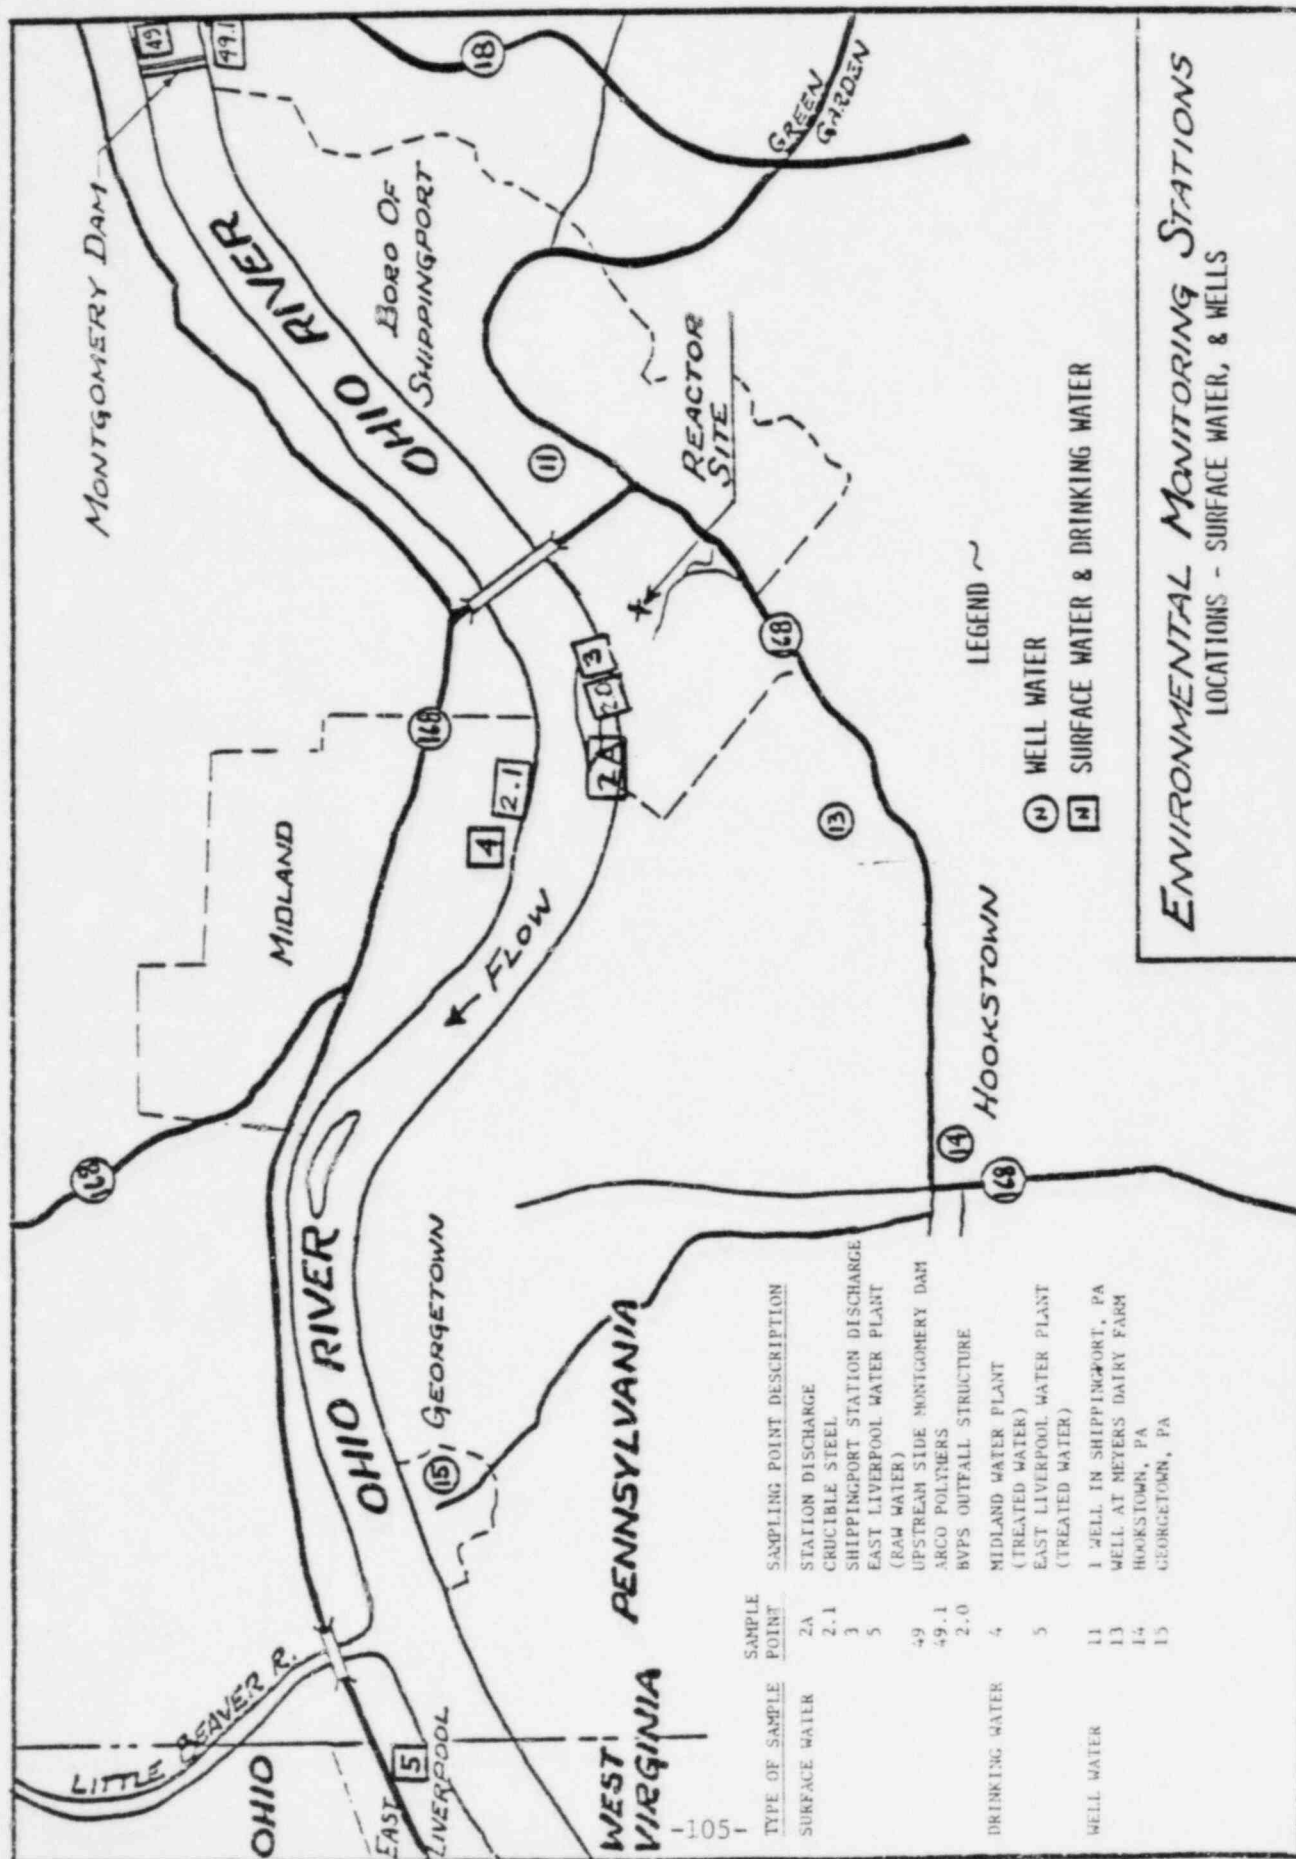 MONTGOMERY DAM
49
49.1
18
GREEN
GARDEN
OHIO RIVER
BORO OF
SHIPPINGPORT
11
REACTOR
SITE
168
MIDLAND
168
2.1
4
3
2.0
2A
168
13
FLOW
HOOKSTOWN
14
168
OHIO RIVER
GEORGETOWN
15
PENNSYLVANIA
WEST
VIRGINIA
LITTLE BEAVER R.
OHIO
EAST
LIVERPOOL
5
LEGEND ~
N WELL WATER
N SURFACE WATER & DRINKING WATER
TYPE OF SAMPLE SAMPLE POINT SAMPLING POINT DESCRIPTION
SURFACE WATER 2A STATION DISCHARGE
2.1 CRUCIBLE STEEL
3 SHIPPINGPORT STATION DISCHARGE
5 EAST LIVERPOOL WATER PLANT
(RAW WATER)
49 UPSTREAM SIDE MONTGOMERY DAM
49.1 ARCO POLYMERS
2.0 BVPS OUTFALL STRUCTURE
DRINKING WATER 4 MIDLAND WATER PLANT
(TREATED WATER)
5 EAST LIVERPOOL WATER PLANT
(TREATED WATER)
WELL WATER 11 1 WELL IN SHIPPINGPORT, PA
13 WELL AT MEYERS DAIRY FARM
14 HOOKSTOWN, PA
15 GEORGETOWN, PA
ENVIRONMENTAL MONITORING STATIONS
LOCATIONS - SURFACE WATER, & WELLS
-105-